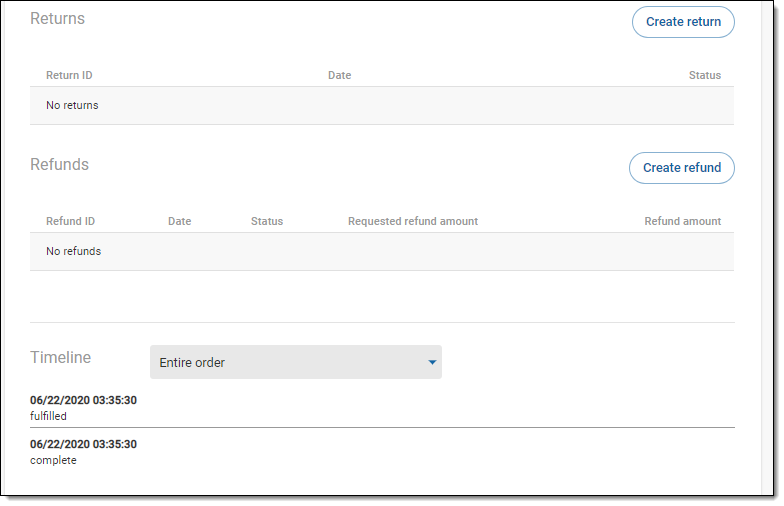 Returns
Create return
Return ID Date Status
No returns
Refunds
Create refund
Refund ID Date Status Requested refund amount Refund amount
No refunds
Timeline
Entire order
06/22/2020 03:35:30
fulfilled
06/22/2020 03:35:30
complete